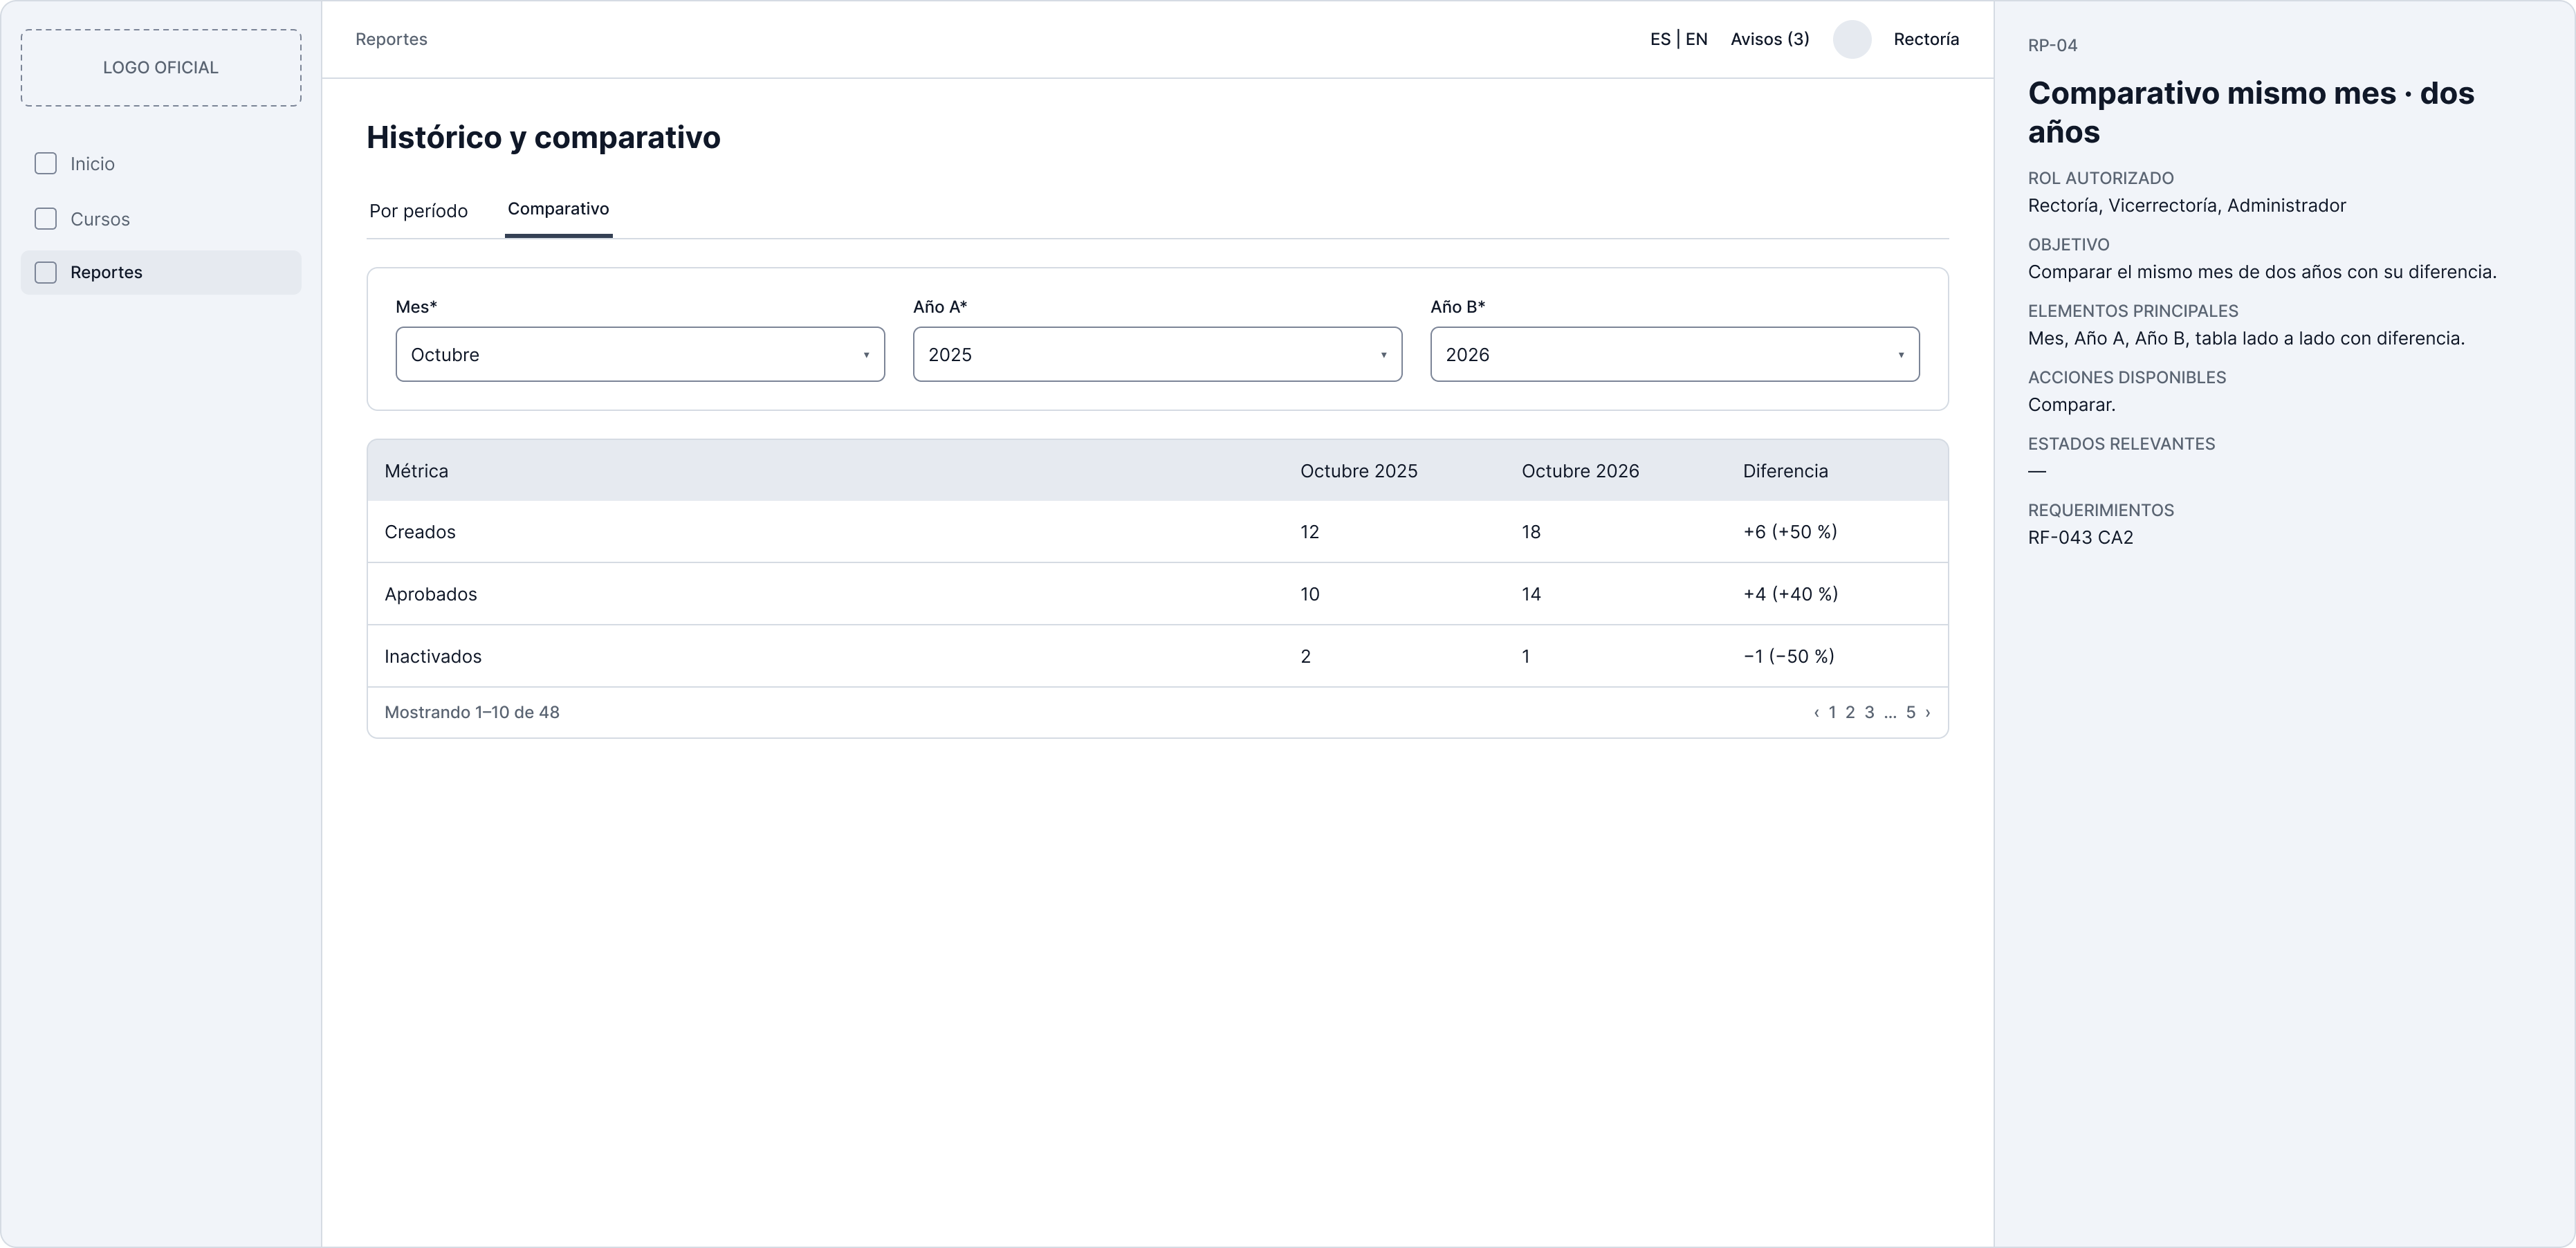 LOGO OFICIAL
Inicio
Cursos
Reportes
Reportes
ES | EN Avisos (3) Rectoría
Histórico y comparativo
Por período Comparativo
Mes* Año A* Año B*
Octubre ▾ 2025 ▾ 2026 ▾
Métrica Octubre 2025 Octubre 2026 Diferencia
Creados 12 18 +6 (+50 %)
Aprobados 10 14 +4 (+40 %)
Inactivados 2 1 −1 (−50 %)
Mostrando 1–10 de 48 ‹ 1 2 3 … 5 ›
RP-04
Comparativo mismo mes · dos
años
ROL AUTORIZADO
Rectoría, Vicerrectoría, Administrador
OBJETIVO
Comparar el mismo mes de dos años con su diferencia.
ELEMENTOS PRINCIPALES
Mes, Año A, Año B, tabla lado a lado con diferencia.
ACCIONES DISPONIBLES
Comparar.
ESTADOS RELEVANTES
—
REQUERIMIENTOS
RF-043 CA2